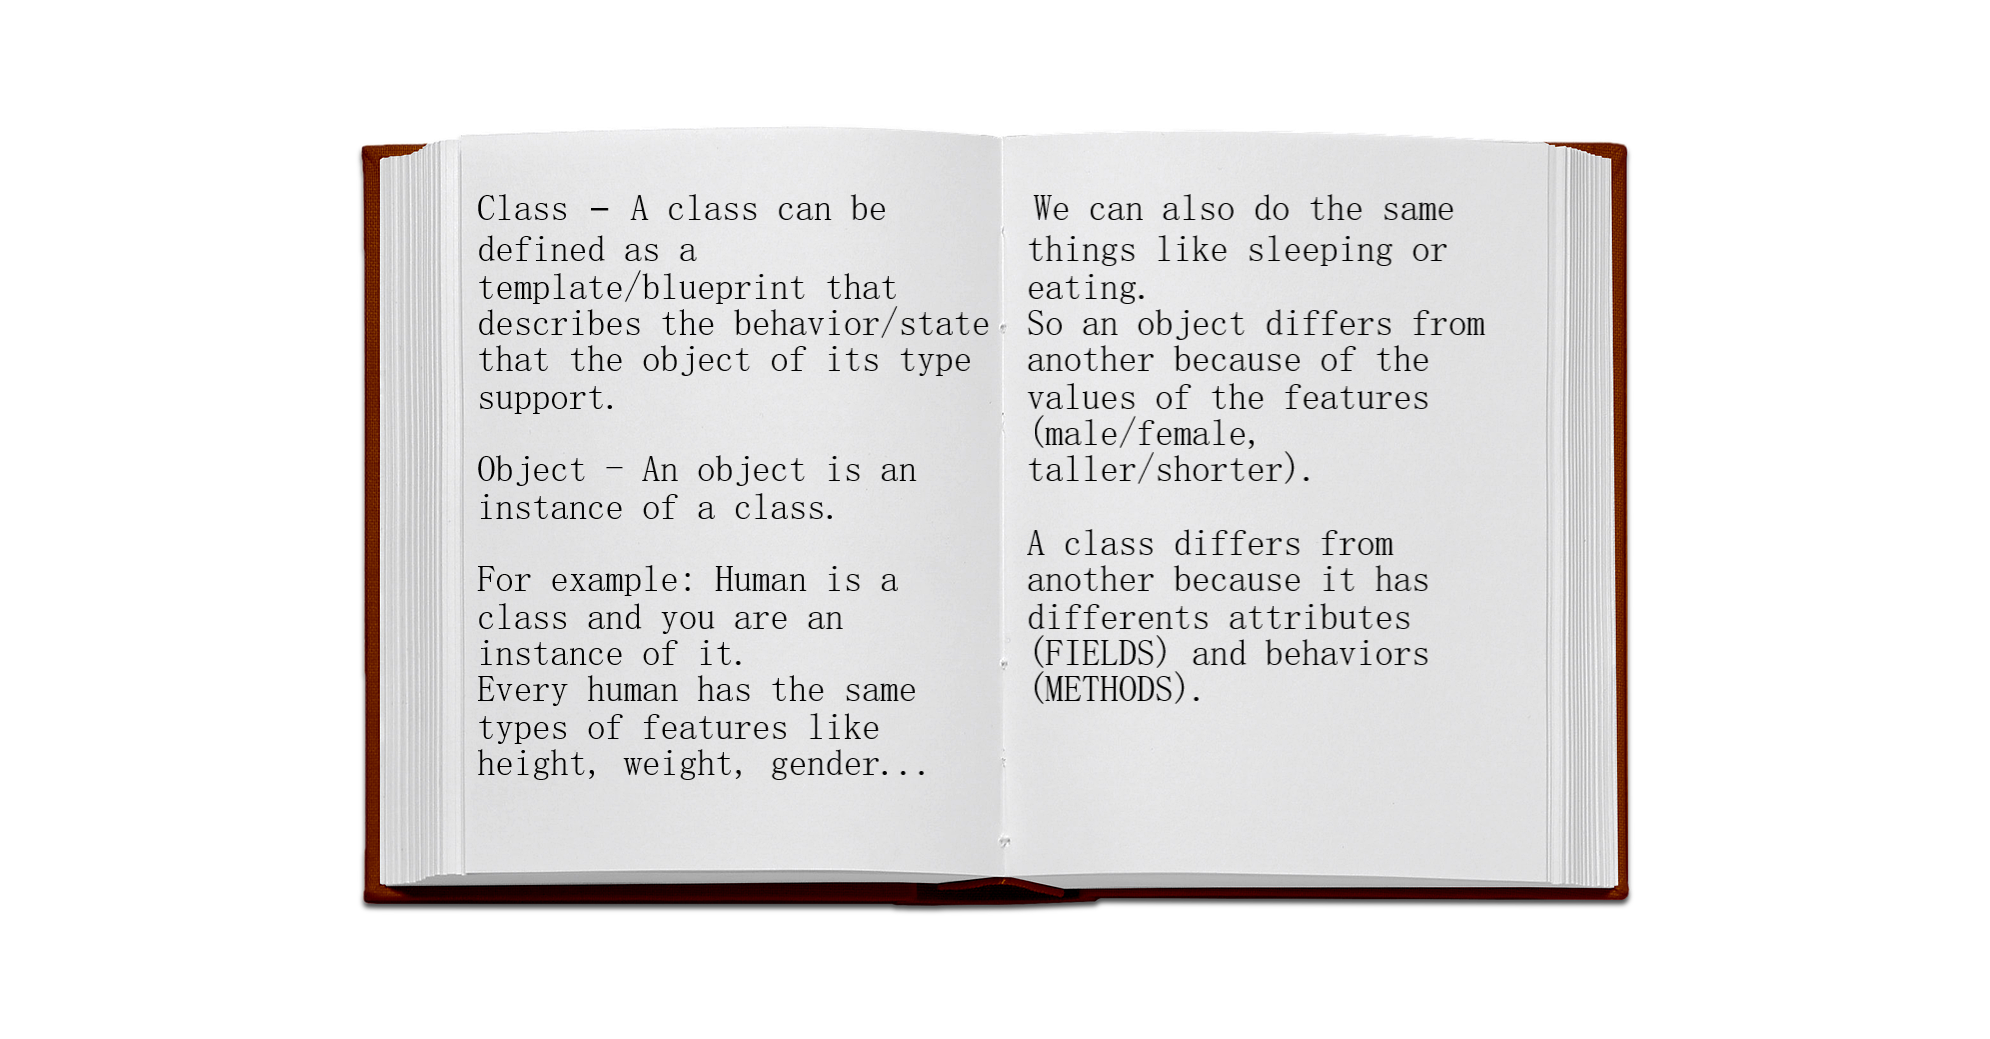 Class – A class can be
defined as a
template/blueprint that
describes the behavior/state
that the object of its type
support.
Object – An object is an
instance of a class.
For example: Human is a
class and you are an
instance of it.
Every human has the same
types of features like
height, weight, gender...
We can also do the same
things like sleeping or
eating.
So an object differs from
another because of the
values of the features
(male/female,
taller/shorter).
A class differs from
another because it has
differents attributes
(FIELDS) and behaviors
(METHODS).